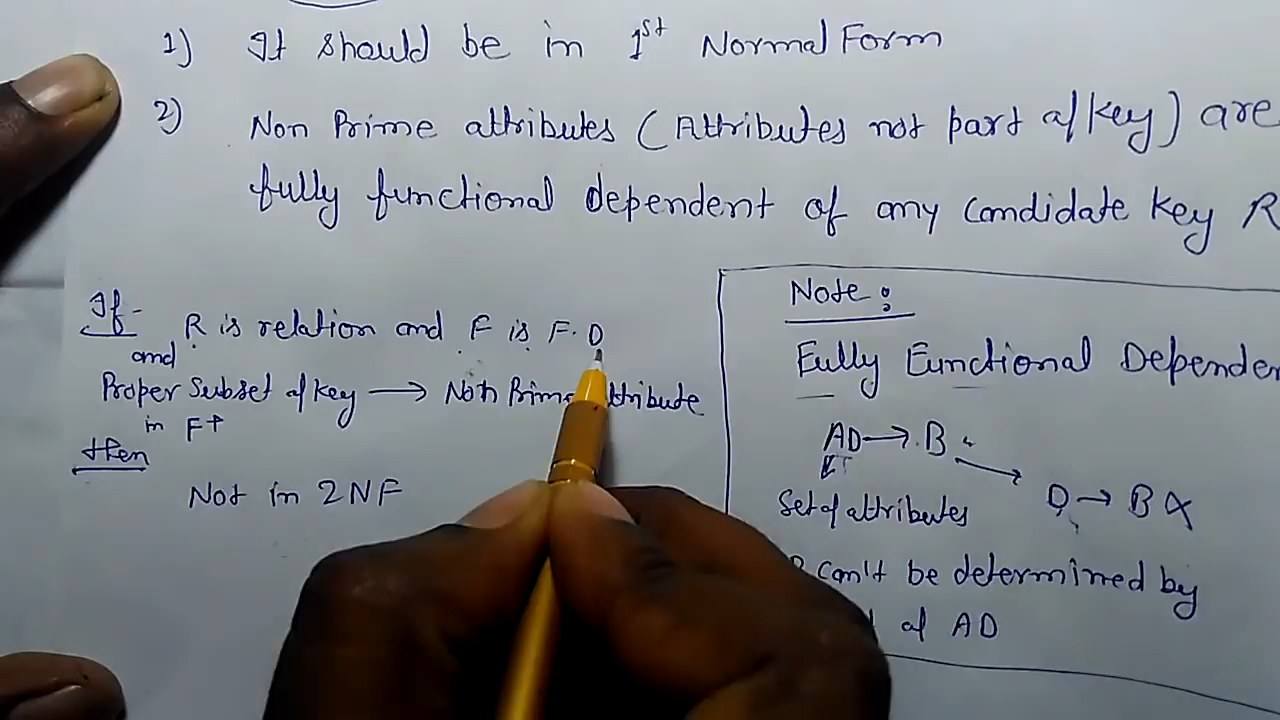 1) It should be in 1st Normal Form
2) Non Prime attributes (Attributes not part of key) are
fully functional Dependent of any Candidate Key R
If -
R is relation and F is F.D
and
Proper Subset of key → Non Prime Attribute
in F+
then
Not in 2NF
Note:
Fully Functional Dependen
AD → B
D → B X
Set of attributes
B Can't be determined by
of AD